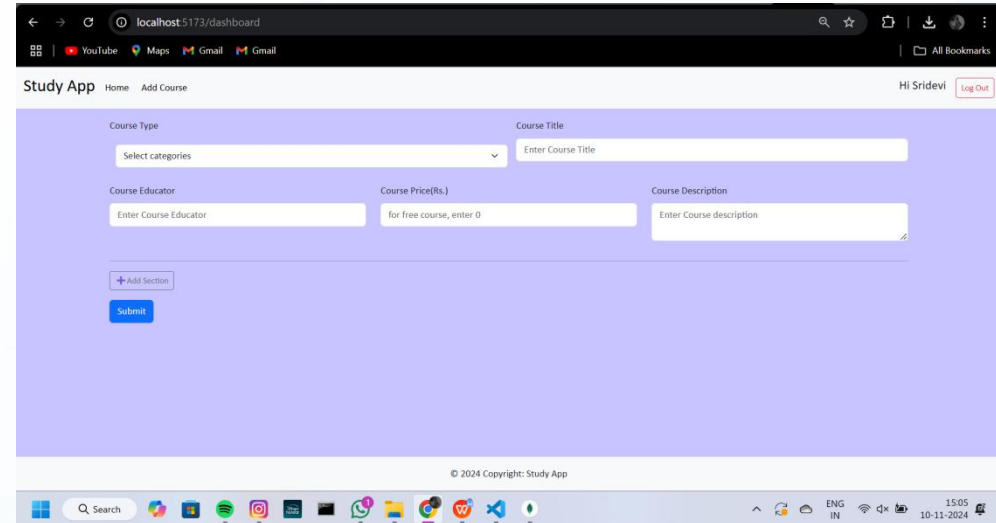 localhost:5173/dashboard
YouTube Maps Gmail Gmail All Bookmarks
Study App Home Add Course Hi Sridevi Log Out
Course Type Course Title
Select categories Enter Course Title
Course Educator Course Price(Rs.) Course Description
Enter Course Educator for free course, enter 0 Enter Course description
Add Section
Submit
© 2024 Copyright: Study App
Search 1 ENG 15:05
IN 10-11-2024